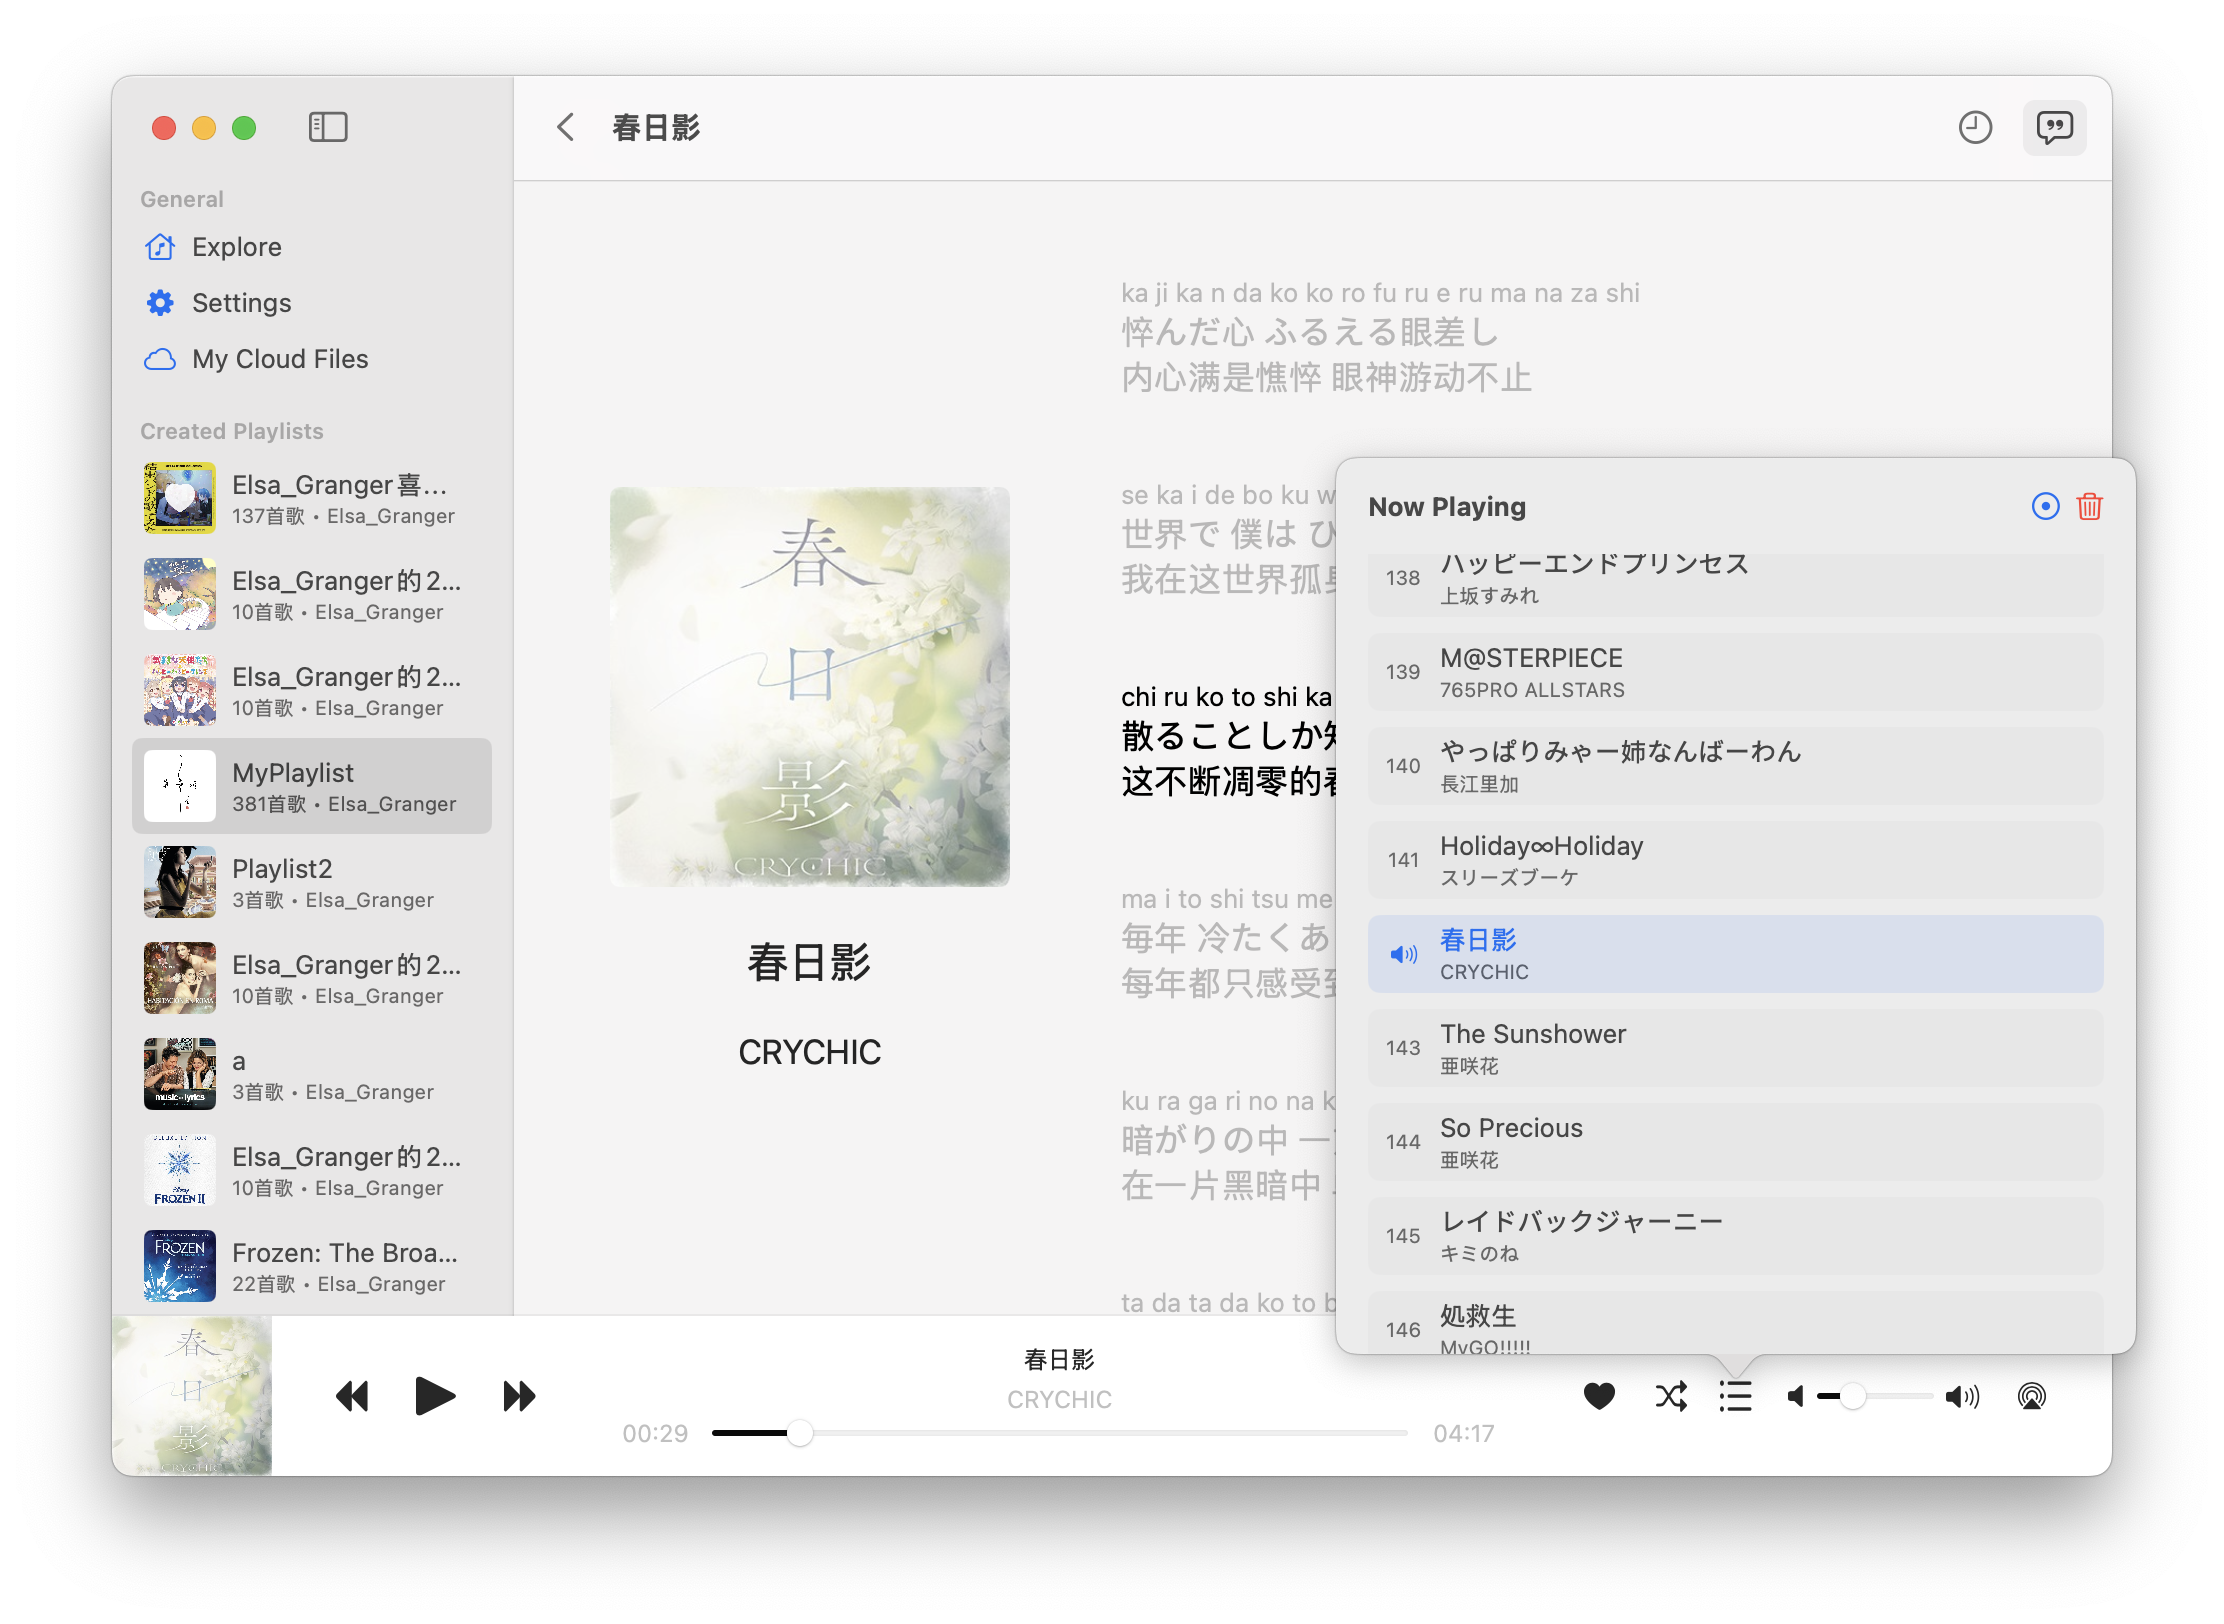 General
Explore
Settings
My Cloud Files
Created Playlists
Elsa_Granger喜…
137首歌 • Elsa_Granger
Elsa_Granger的2…
10首歌 • Elsa_Granger
Elsa_Granger的2…
10首歌 • Elsa_Granger
MyPlaylist
381首歌 • Elsa_Granger
Playlist2
3首歌 • Elsa_Granger
Elsa_Granger的2…
10首歌 • Elsa_Granger
a
3首歌 • Elsa_Granger
music and lyrics
Elsa_Granger的2…
10首歌 • Elsa_Granger
FROZEN II
Frozen: The Broa…
22首歌 • Elsa_Granger
FROZEN
春日影
春
日
影
CRYCHIC
春日影
CRYCHIC
ka ji ka n da ko ko ro fu ru e ru ma na za shi
悴んだ心 ふるえる眼差し
内心满是憔悴 眼神游动不止
se ka i de bo ku w
世界で 僕は ひ
我在这世界孤
chi ru ko to shi ka
散ることしか
这不断凋零的
ma i to shi tsu me
毎年 冷たくあ
每年都只感受
ku ra ga ri no na k
暗がりの中 一
在一片黑暗中
ta da ta da ko to b
Now Playing
138
ハッピーエンドプリンセス
上坂すみれ
139
M@STERPIECE
765PRO ALLSTARS
140
やっぱりみゃー姉なんばーわん
長江里加
141
Holiday∞Holiday
スリーズブーケ
春日影
CRYCHIC
143
The Sunshower
亜咲花
144
So Precious
亜咲花
145
レイドバックジャーニー
キミのね
146
処救生
MyGO!!!!!
春
日
影
CRYCHIC
春日影
CRYCHIC
00:29
04:17